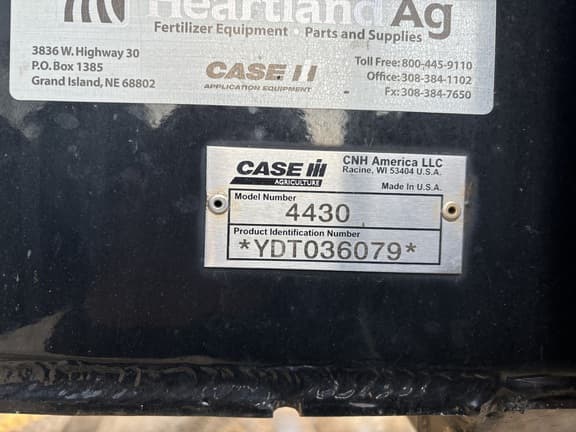 Heartland Ag
Fertilizer Equipment • Parts and Supplies
3836 W. Highway 30
P.O. Box 1385
Grand Island, NE 68802
CASE IH
APPLICATION EQUIPMENT
Toll Free: 800-445-9110
Office: 308-384-1102
Fx: 308-384-7650
CASE IH
AGRICULTURE
CNH America LLC
Racine, WI 53404 U.S.A.
Made In U.S.A.
Model Number
4430
Product Identification Number
*YDT036079*